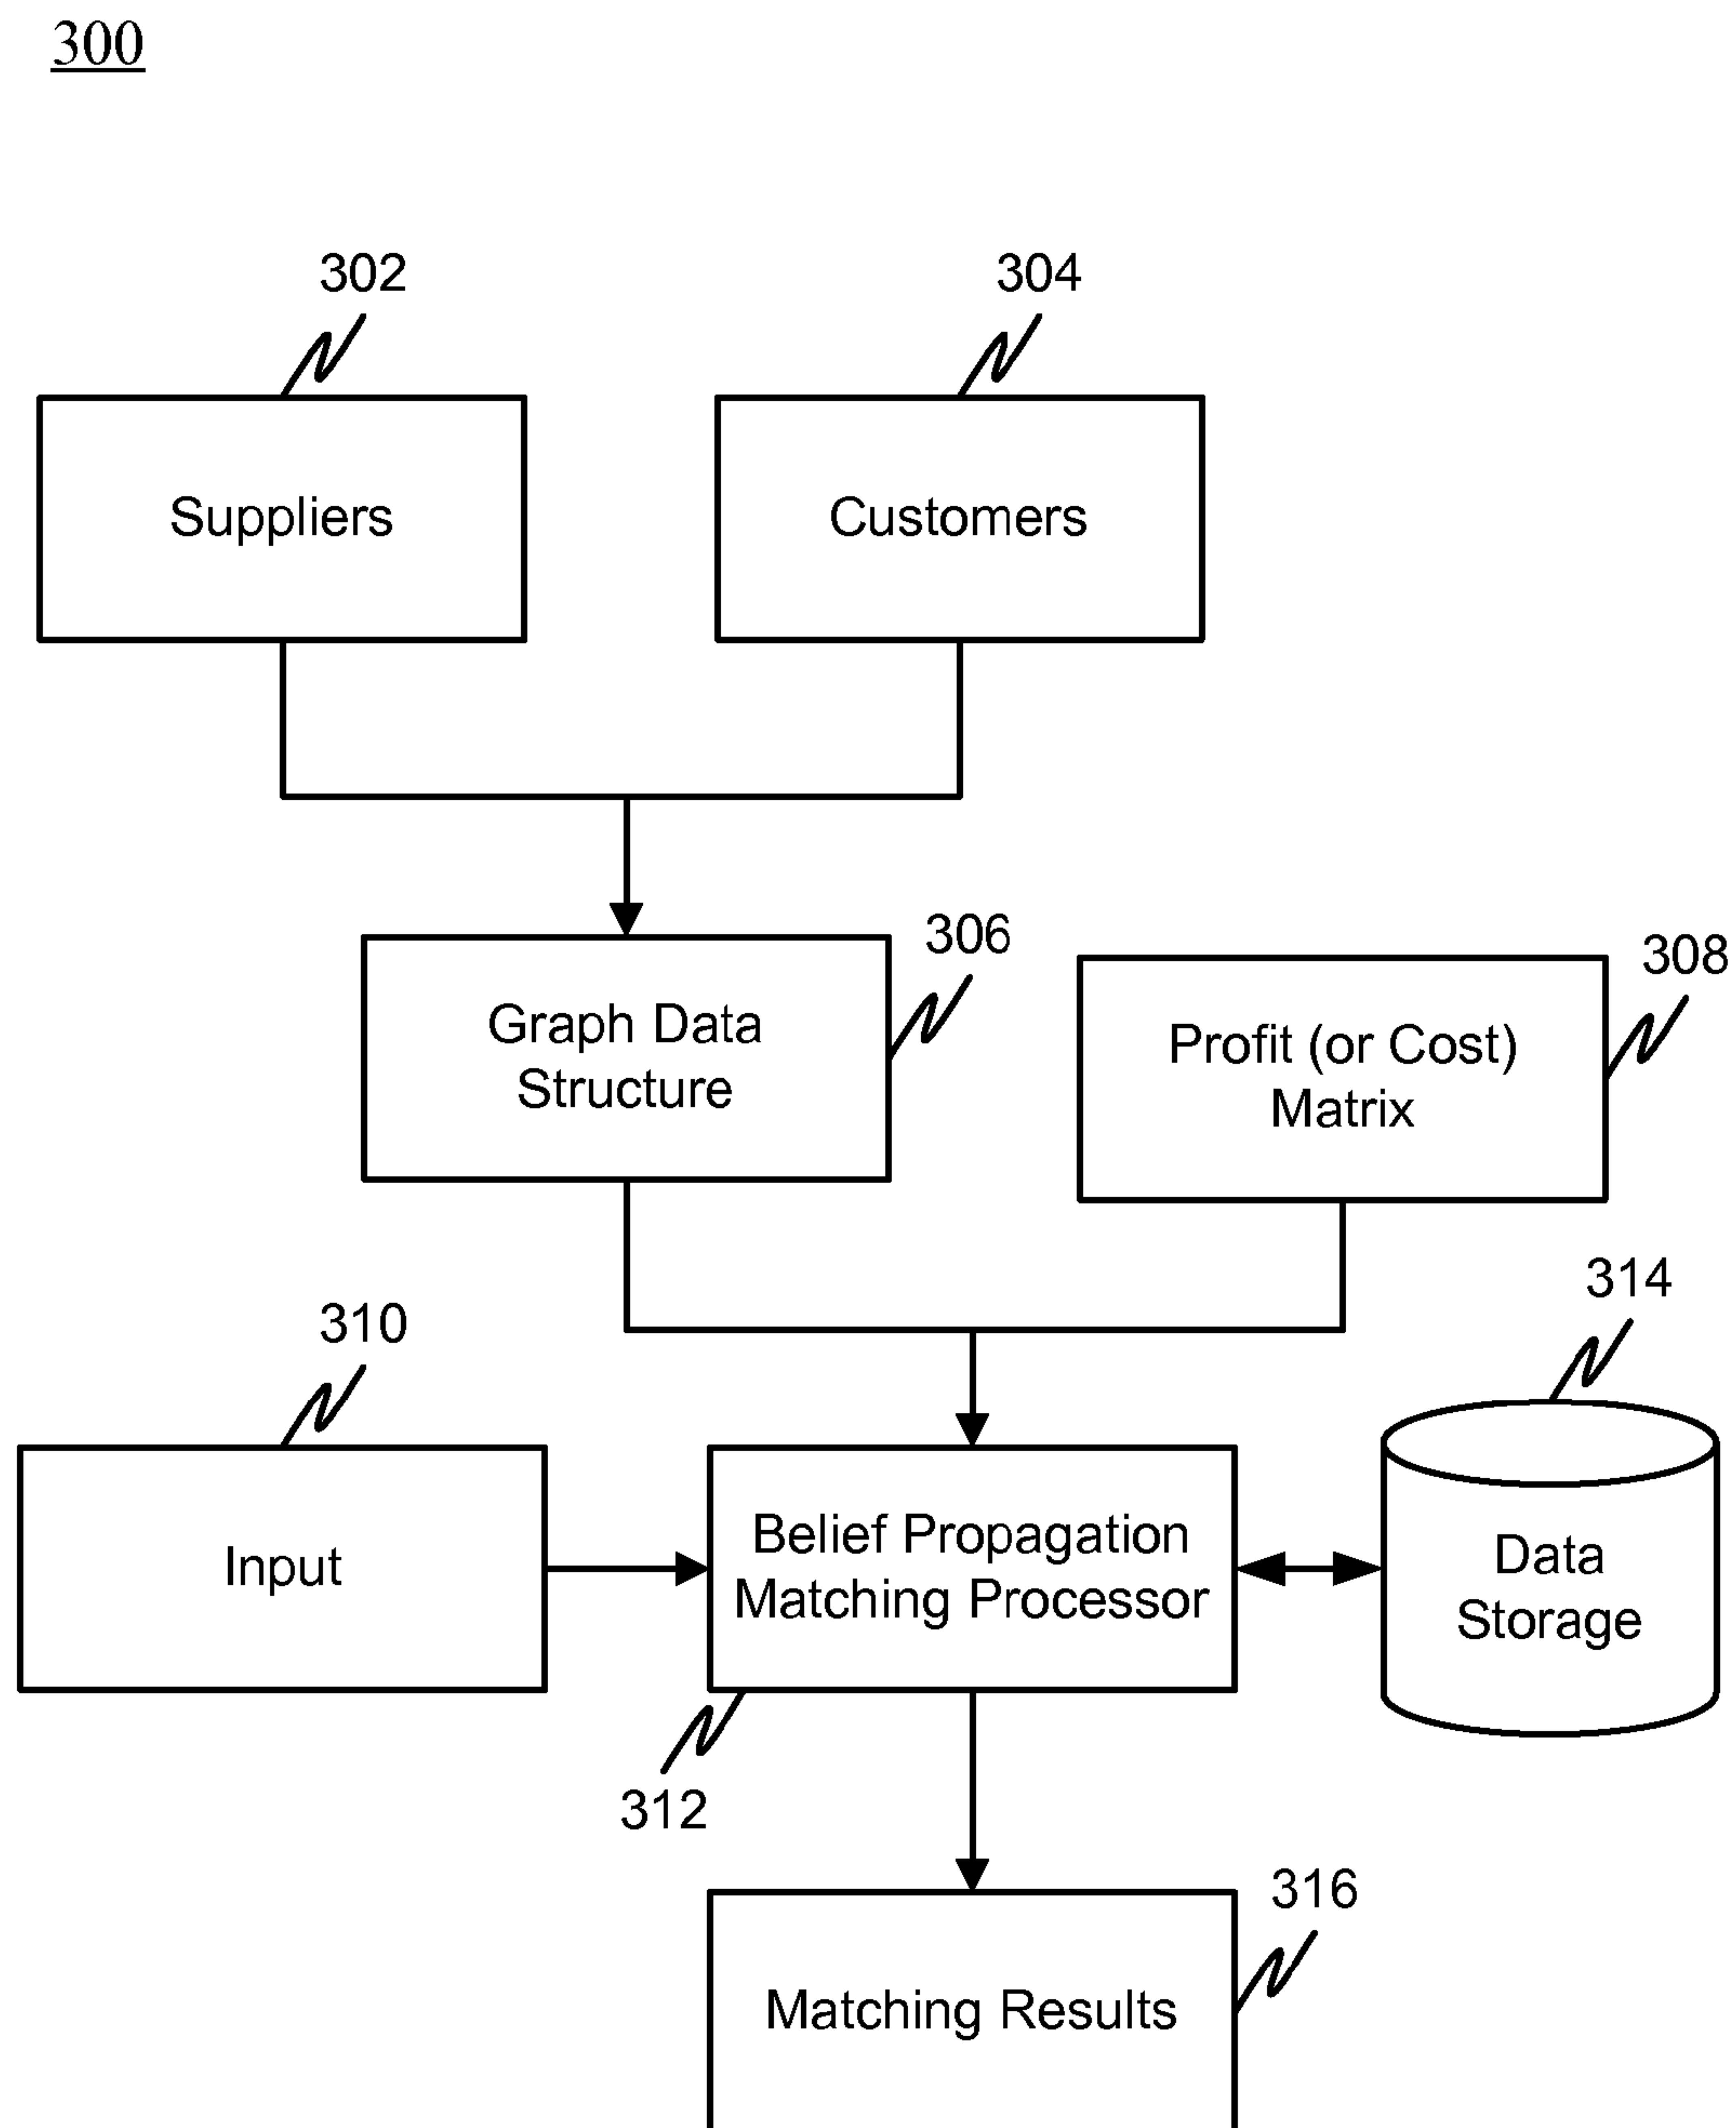 300
302
304
Suppliers
Customers
306
308
Graph Data
Structure
Profit (or Cost)
Matrix
314
310
Input
Belief Propagation
Matching Processor
Data
Storage
312
316
Matching Results